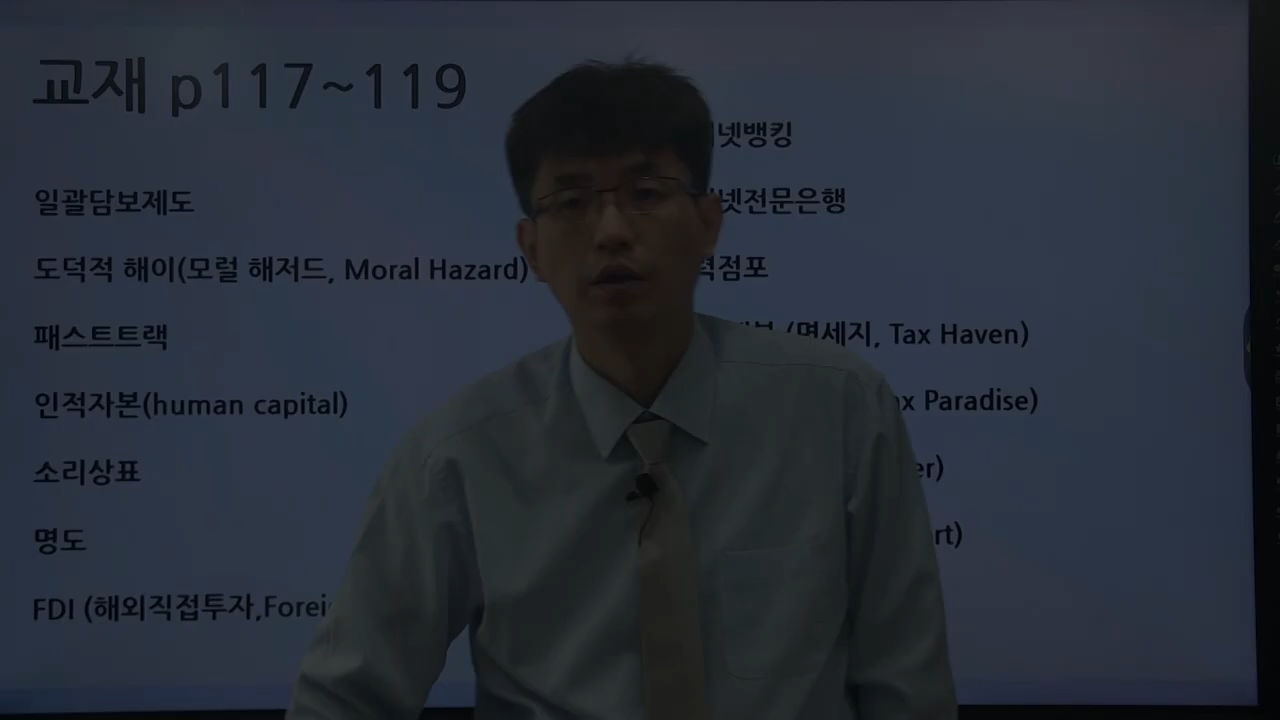 교재 p117~119
일괄담보제도
도덕적 해이(모럴 해저드, Moral Hazard)
패스트트랙
인적자본(human capital)
소리상표
명도
FDI (해외직접투자,Forei
넷뱅킹
넷전문은행
점포
(면세지, Tax Haven)
Paradise)
er)
rt)